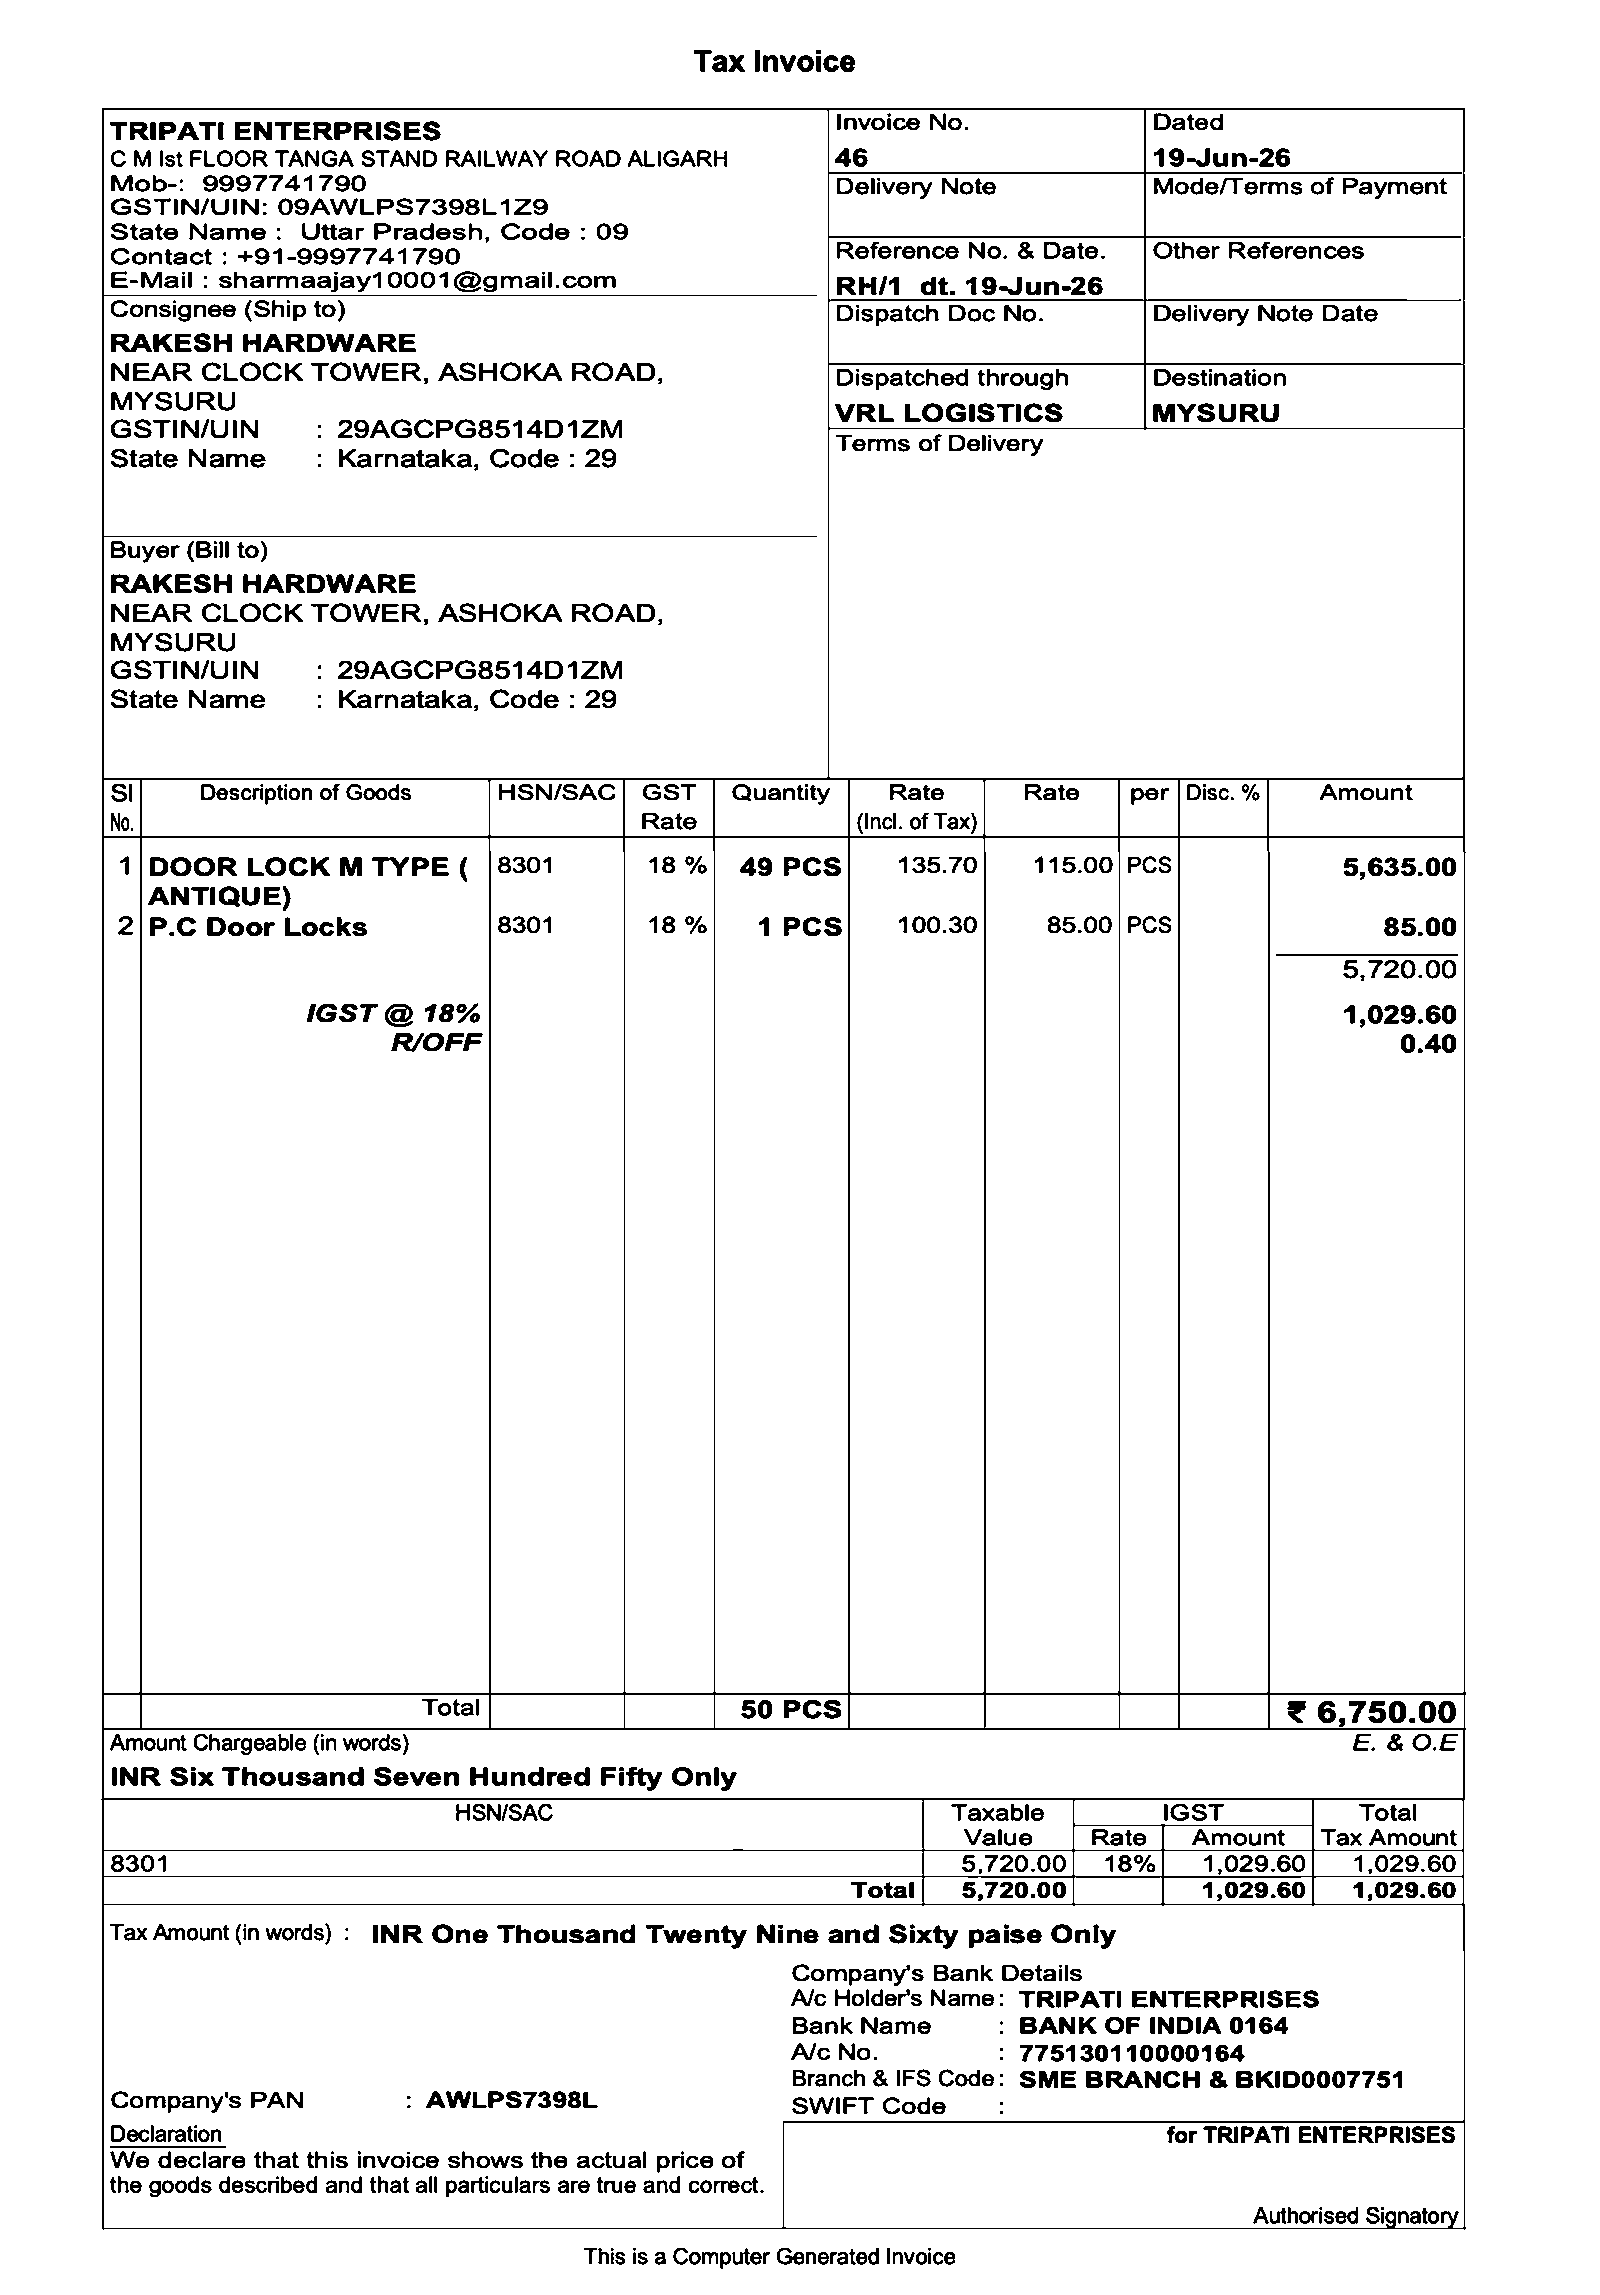 Tax Invoice
TRIPATI ENTERPRISES
C M Ist FLOOR TANGA STAND RAILWAY ROAD ALIGARH
Mob-: 9997741790
GSTIN/UIN: 09AWLPS7398L1Z9
State Name : Uttar Pradesh, Code : 09
Contact : +91-9997741790
E-Mail : sharmaajay10001@gmail.com
Invoice No.
46
Dated
19-Jun-26
Delivery Note
Mode/Terms of Payment
Reference No. & Date.
RH/1 dt. 19-Jun-26
Other References
Dispatch Doc No.
Delivery Note Date
Dispatched through
VRL LOGISTICS
Destination
MYSURU
Terms of Delivery
Consignee (Ship to)
RAKESH HARDWARE
NEAR CLOCK TOWER, ASHOKA ROAD,
MYSURU
GSTIN/UIN : 29AGCPG8514D1ZM
State Name : Karnataka, Code : 29
Buyer (Bill to)
RAKESH HARDWARE
NEAR CLOCK TOWER, ASHOKA ROAD,
MYSURU
GSTIN/UIN : 29AGCPG8514D1ZM
State Name : Karnataka, Code : 29
Sl Description of Goods HSN/SAC GST Quantity Rate Rate per Disc. % Amount
No. Rate (Incl. of Tax)
1 DOOR LOCK M TYPE ( 8301 18 % 49 PCS 135.70 115.00 PCS 5,635.00
ANTIQUE)
2 P.C Door Locks 8301 18 % 1 PCS 100.30 85.00 PCS 85.00
5,720.00
IGST @ 18% 1,029.60
R/OFF 0.40
Total 50 PCS ₹ 6,750.00
Amount Chargeable (in words) E. & O.E
INR Six Thousand Seven Hundred Fifty Only
HSN/SAC Taxable IGST Total
Value Rate Amount Tax Amount
8301 5,720.00 18% 1,029.60 1,029.60
Total 5,720.00 1,029.60 1,029.60
Tax Amount (in words) : INR One Thousand Twenty Nine and Sixty paise Only
Company's Bank Details
A/c Holder's Name : TRIPATI ENTERPRISES
Bank Name : BANK OF INDIA 0164
A/c No. : 775130110000164
Branch & IFS Code : SME BRANCH & BKID0007751
Company's PAN : AWLPS7398L
SWIFT Code :
Declaration
We declare that this invoice shows the actual price of
the goods described and that all particulars are true and correct.
for TRIPATI ENTERPRISES
Authorised Signatory
This is a Computer Generated Invoice